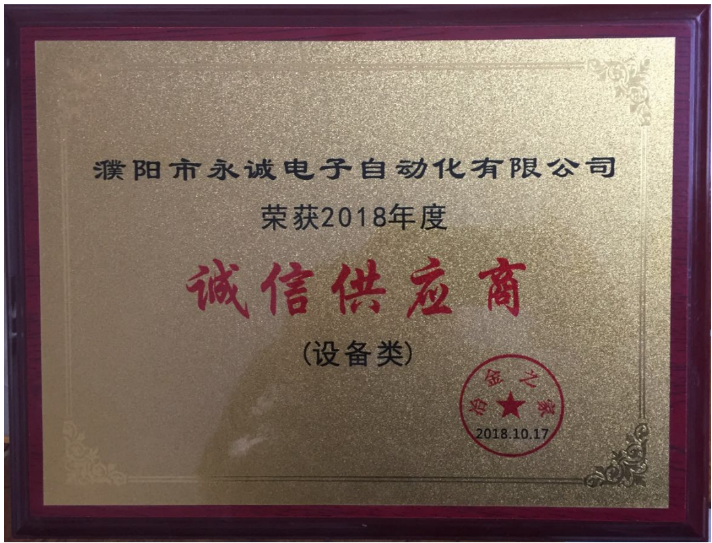 濮阳市永诚电子自动化有限公司
荣获2018年度
诚信供应商
(设备类)
冶金之家
2018.10.17